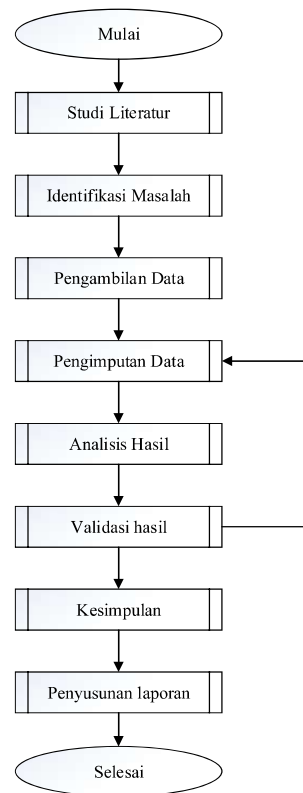 Mulai
Studi Literatur
Identifikasi Masalah
Pengambilan Data
Pengimputan Data
Analisis Hasil
Validasi hasil
Kesimpulan
Penyusunan laporan
Selesai